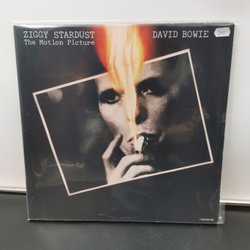 ZIGGY STARDUST
The Motion Picture
DAVID BOWIE